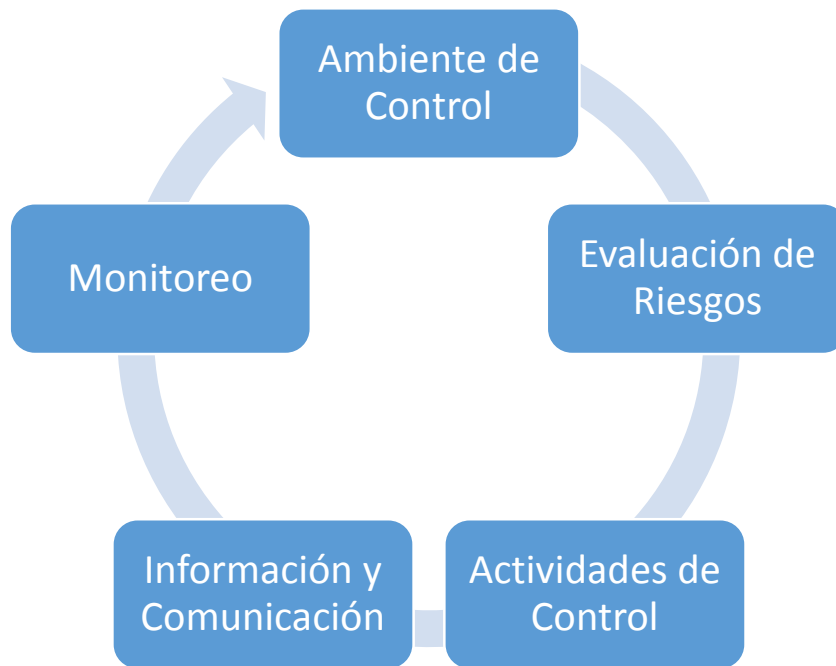 Ambiente de
Control
Evaluación de
Riesgos
Actividades de
Control
Información y
Comunicación
Monitoreo